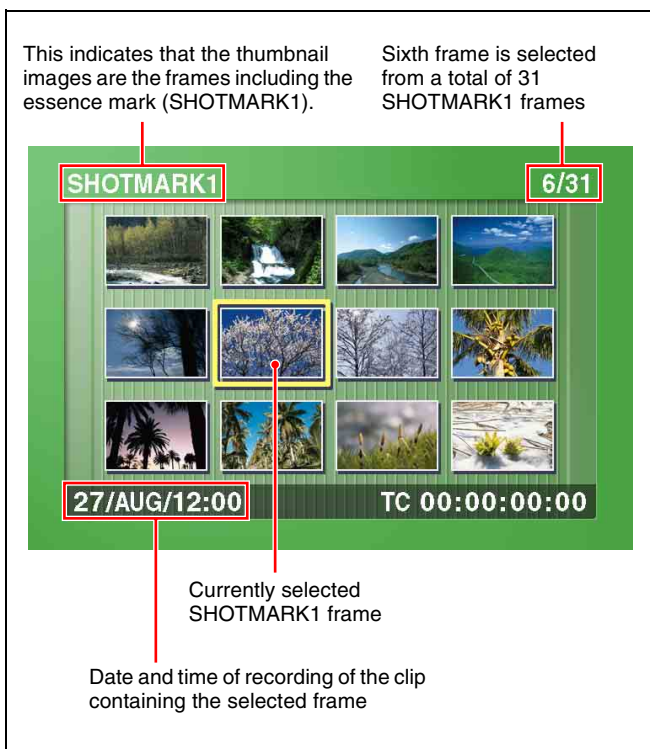 This indicates that the thumbnail
images are the frames including the
essence mark (SHOTMARK1).
Sixth frame is selected
from a total of 31
SHOTMARK1 frames
SHOTMARK1
6/31
27/AUG/12:00
TC 00:00:00:00
Currently selected
SHOTMARK1 frame
Date and time of recording of the clip
containing the selected frame